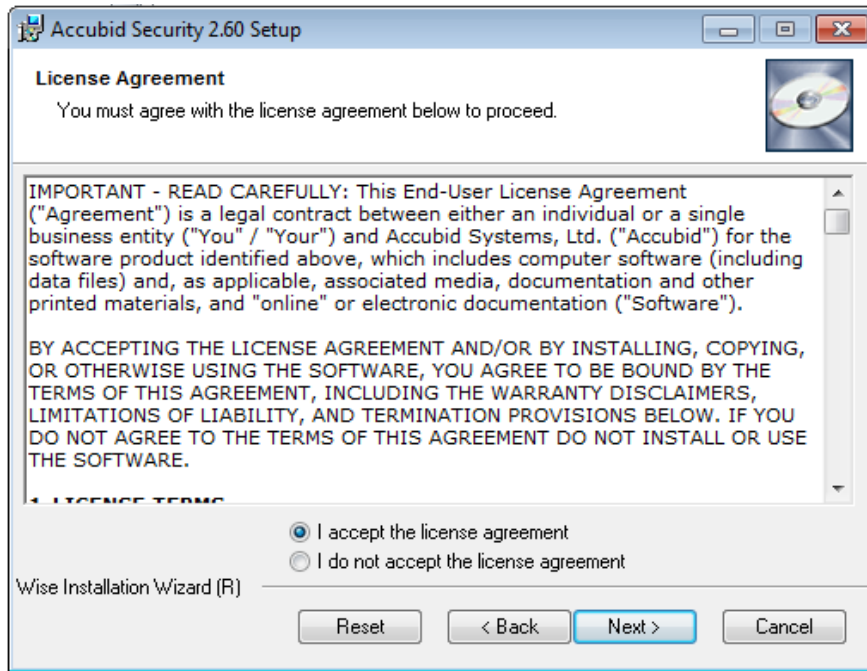 Accubid Security 2.60 Setup
License Agreement
You must agree with the license agreement below to proceed.
IMPORTANT - READ CAREFULLY: This End-User License Agreement
("Agreement") is a legal contract between either an individual or a single
business entity ("You" / "Your") and Accubid Systems, Ltd. ("Accubid") for the
software product identified above, which includes computer software (including
data files) and, as applicable, associated media, documentation and other
printed materials, and "online" or electronic documentation ("Software").
BY ACCEPTING THE LICENSE AGREEMENT AND/OR BY INSTALLING, COPYING,
OR OTHERWISE USING THE SOFTWARE, YOU AGREE TO BE BOUND BY THE
TERMS OF THIS AGREEMENT, INCLUDING THE WARRANTY DISCLAIMERS,
LIMITATIONS OF LIABILITY, AND TERMINATION PROVISIONS BELOW. IF YOU
DO NOT AGREE TO THE TERMS OF THIS AGREEMENT DO NOT INSTALL OR USE
THE SOFTWARE.
1 LICENSE TERMS
I accept the license agreement
I do not accept the license agreement
Wise Installation Wizard (R)
Reset
< Back
Next >
Cancel